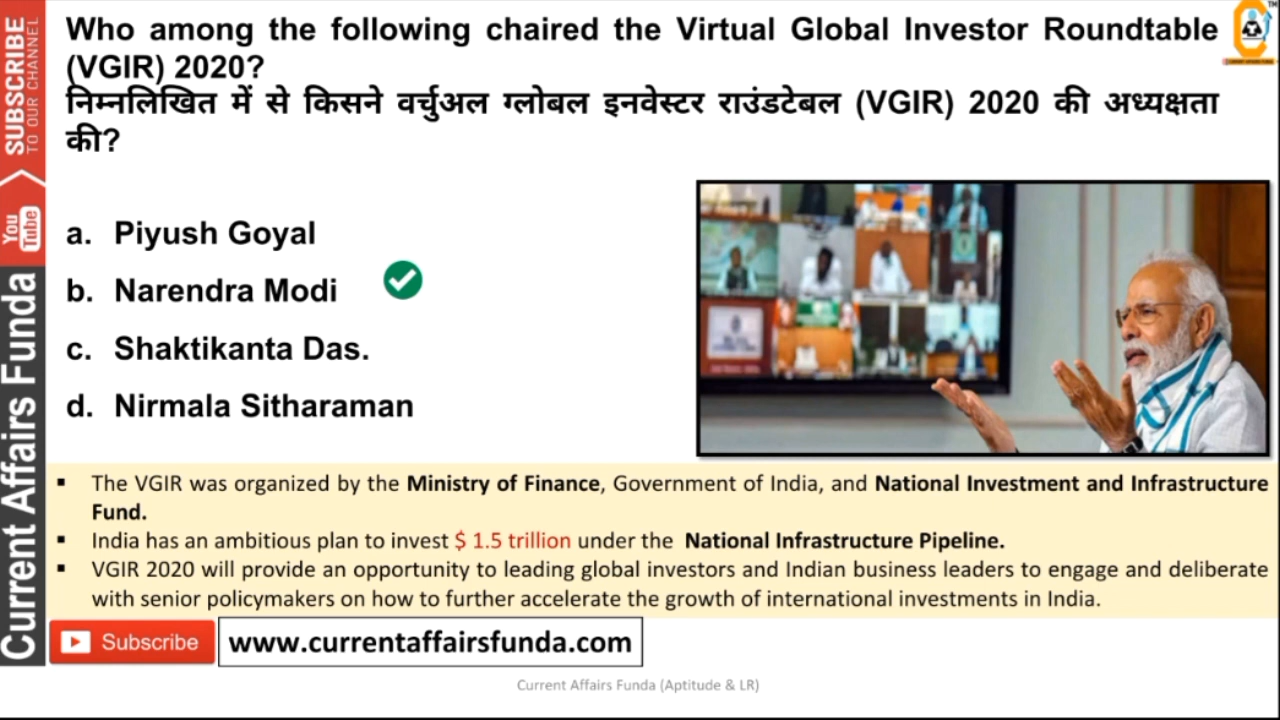 Who among the following chaired the Virtual Global Investor Roundtable
(VGIR) 2020?
निम्नलिखित में से किसने वर्चुअल ग्लोबल इनवेस्टर राउंडटेबल (VGIR) 2020 की अध्यक्षता
की?
a. Piyush Goyal
b. Narendra Modi
c. Shaktikanta Das.
d. Nirmala Sitharaman
▪ The VGIR was organized by the Ministry of Finance, Government of India, and National Investment and Infrastructure
Fund.
▪ India has an ambitious plan to invest $ 1.5 trillion under the National Infrastructure Pipeline.
▪ VGIR 2020 will provide an opportunity to leading global investors and Indian business leaders to engage and deliberate
with senior policymakers on how to further accelerate the growth of international investments in India.
Subscribe
www.currentaffairsfunda.com
Current Affairs Funda (Aptitude & LR)
SUBSCRIBE
TO OUR CHANNEL
You
Tube
Current Affairs Funda